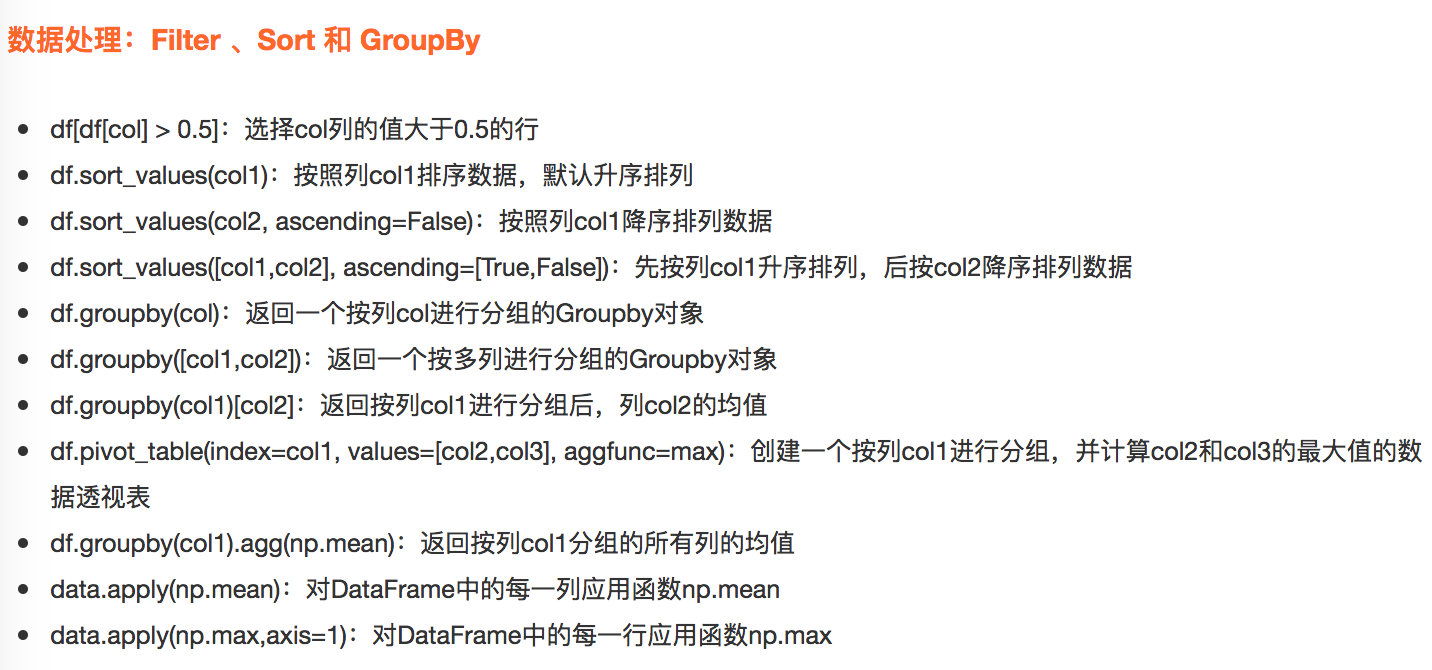 数据处理：Filter 、Sort 和 GroupBy
df[df[col] > 0.5]：选择col列的值大于0.5的行
df.sort_values(col1)：按照列col1排序数据，默认升序排列
df.sort_values(col2, ascending=False)：按照列col1降序排列数据
df.sort_values([col1,col2], ascending=[True,False])：先按列col1升序排列，后按col2降序排列数据
df.groupby(col)：返回一个按列col进行分组的Groupby对象
df.groupby([col1,col2])：返回一个按多列进行分组的Groupby对象
df.groupby(col1)[col2]：返回按列col1进行分组后，列col2的均值
df.pivot_table(index=col1, values=[col2,col3], aggfunc=max)：创建一个按列col1进行分组，并计算col2和col3的最大值的数
据透视表
df.groupby(col1).agg(np.mean)：返回按列col1分组的所有列的均值
data.apply(np.mean)：对DataFrame中的每一列应用函数np.mean
data.apply(np.max,axis=1)：对DataFrame中的每一行应用函数np.max